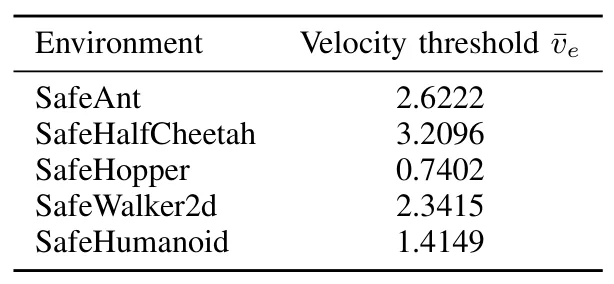 Environment Velocity threshold v̄ₑ
SafeAnt 2.6222
SafeHalfCheetah 3.2096
SafeHopper 0.7402
SafeWalker2d 2.3415
SafeHumanoid 1.4149